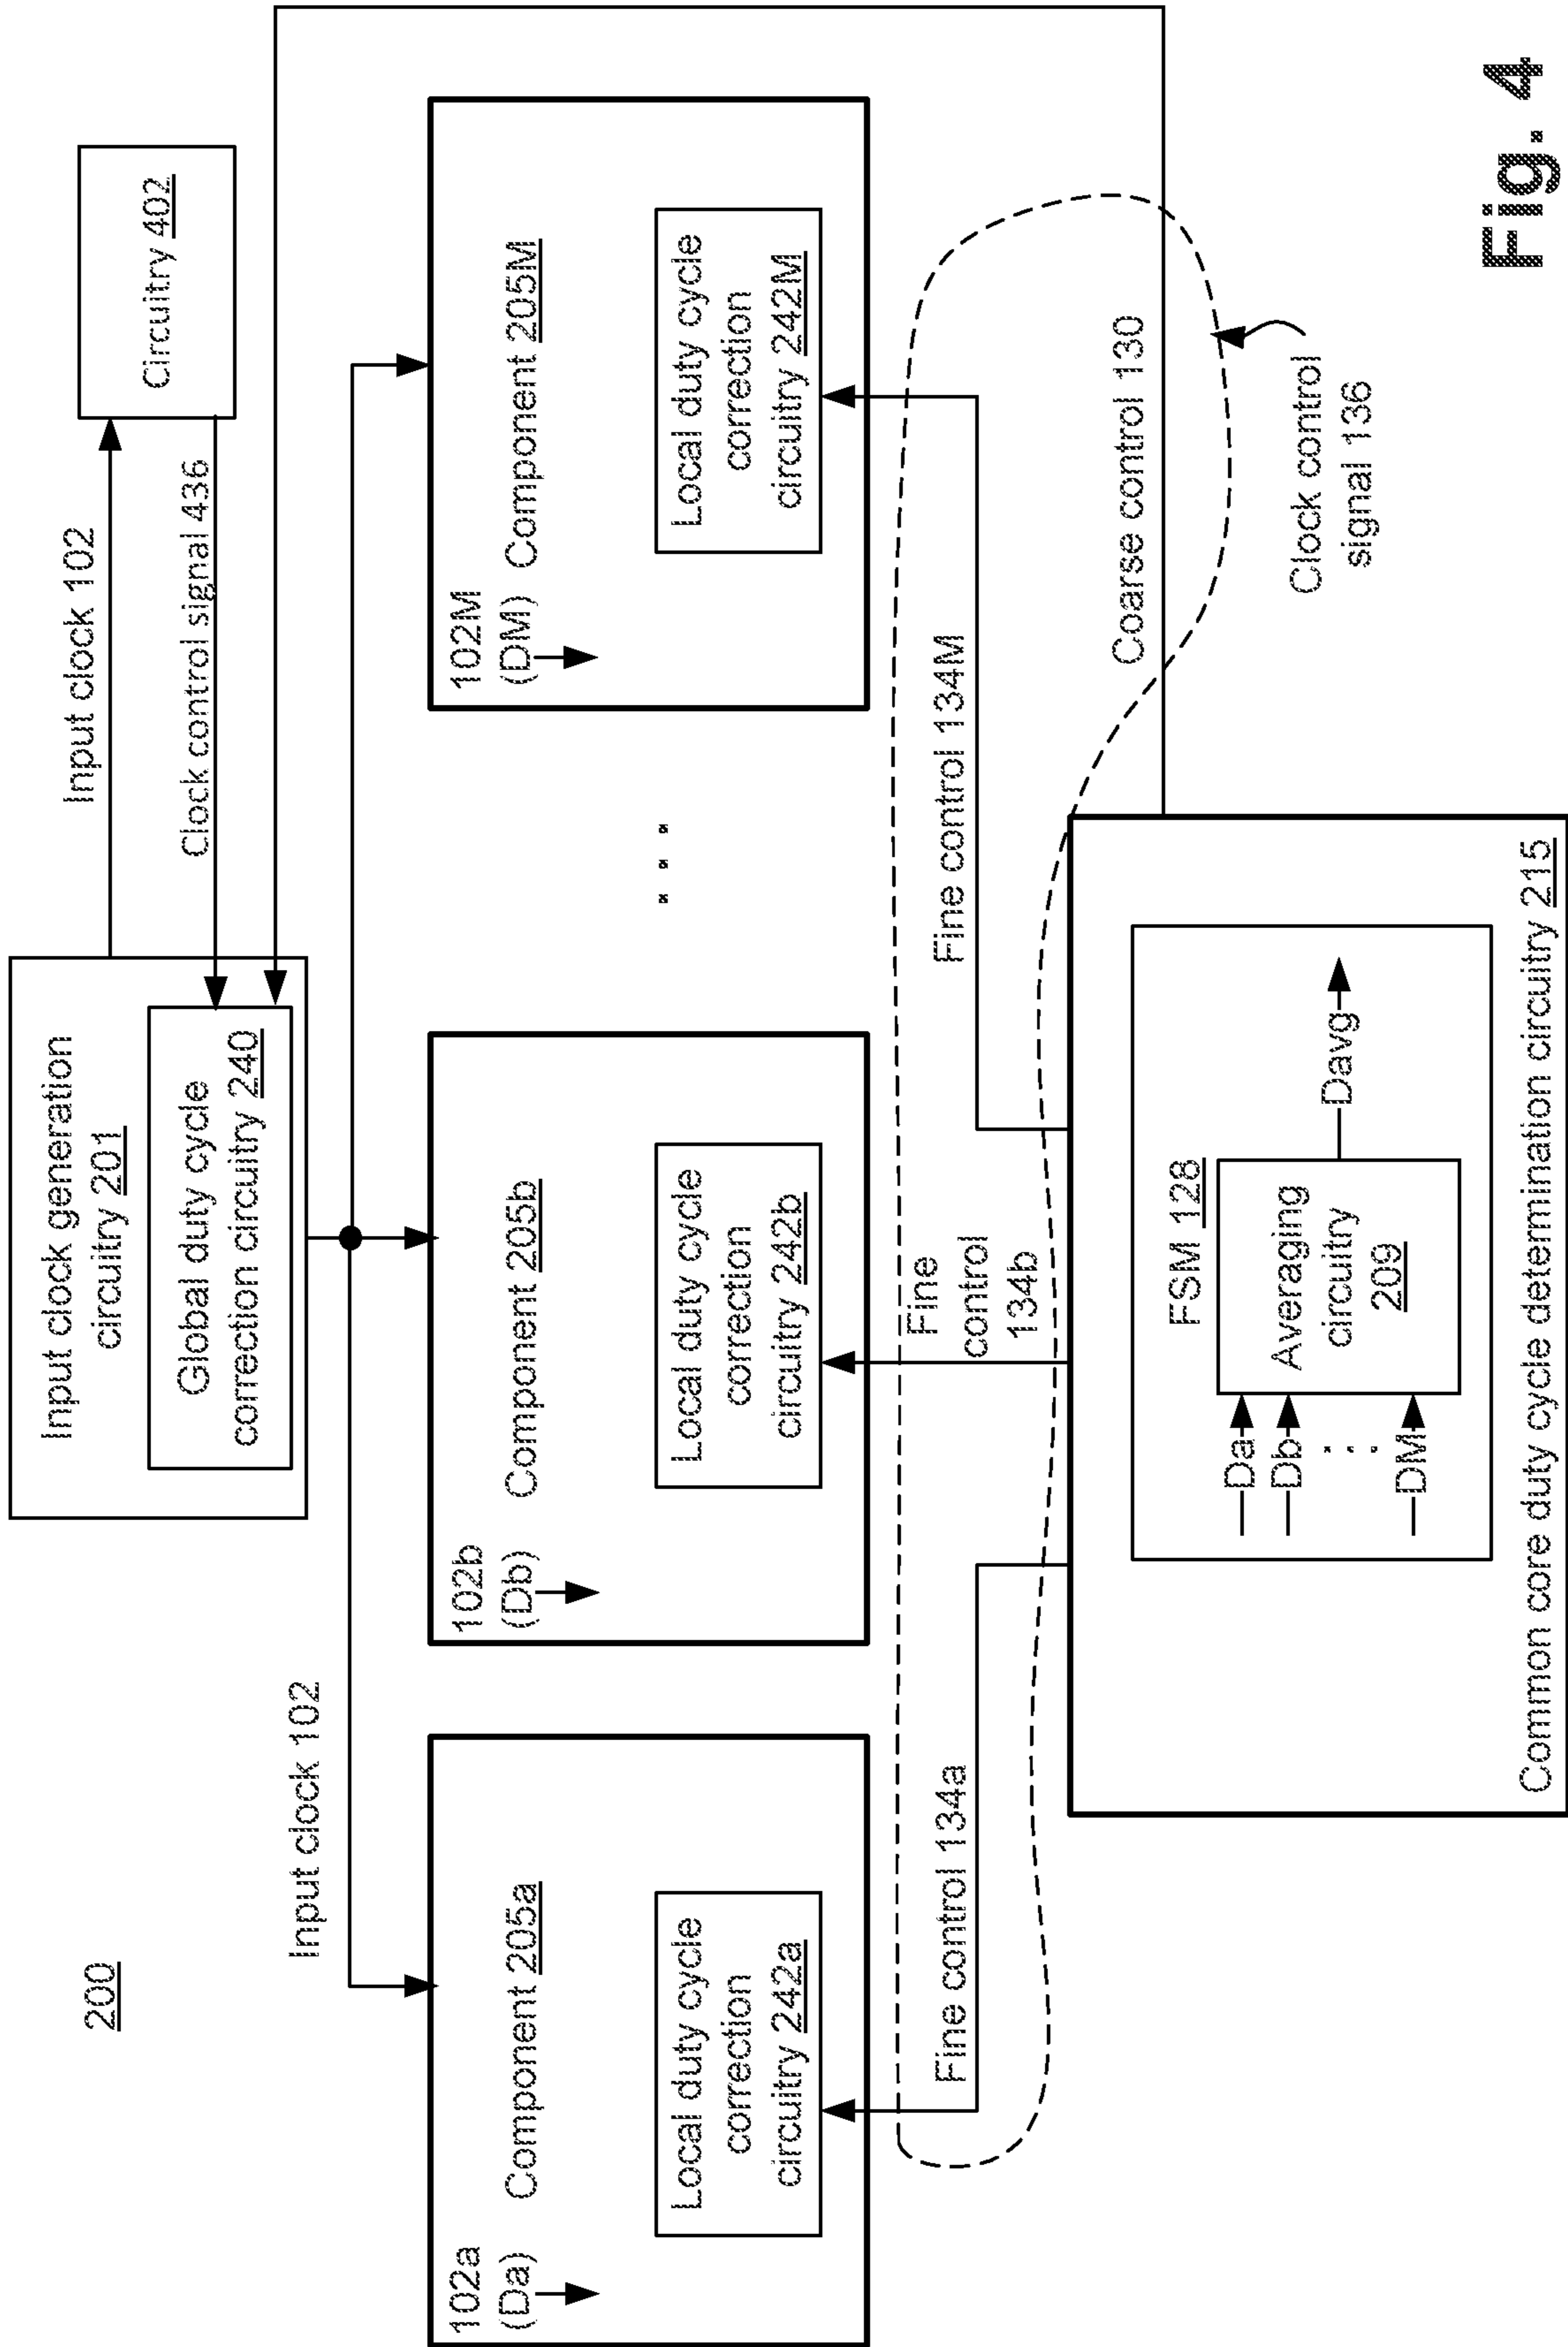 200
Input clock generation
circuitry 201
Global duty cycle
correction circuitry 240
Input clock 102
Clock control signal 436
Circuitry 402
Input clock 102
102a
(Da)
Component 205a
Local duty cycle
correction
circuitry 242a
102b
(Db)
Component 205b
Local duty cycle
correction
circuitry 242b
. . .
102M
(DM)
Component 205M
Local duty cycle
correction
circuitry 242M
Fine control 134a
Fine
control
134b
Fine control 134M
Coarse control 130
Clock control
signal 136
FSM 128
Da
Db
. . .
DM
Averaging
circuitry
209
Davg
Common core duty cycle determination circuitry 215
Fig. 4